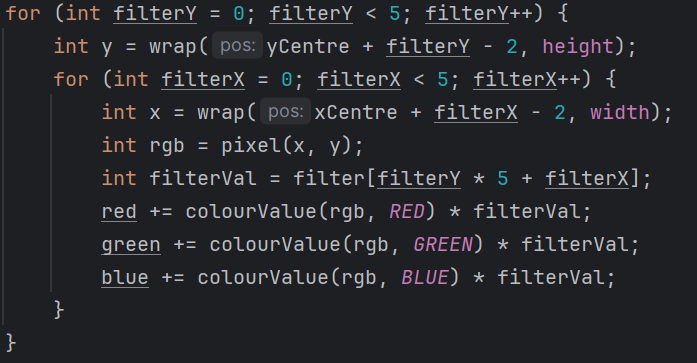 for (int filterY = 0; filterY < 5; filterY++) {
    int y = wrap( pos: yCentre + filterY - 2, height);
    for (int filterX = 0; filterX < 5; filterX++) {
        int x = wrap( pos: xCentre + filterX - 2, width);
        int rgb = pixel(x, y);
        int filterVal = filter[filterY * 5 + filterX];
        red += colourValue(rgb, RED) * filterVal;
        green += colourValue(rgb, GREEN) * filterVal;
        blue += colourValue(rgb, BLUE) * filterVal;
    }
}